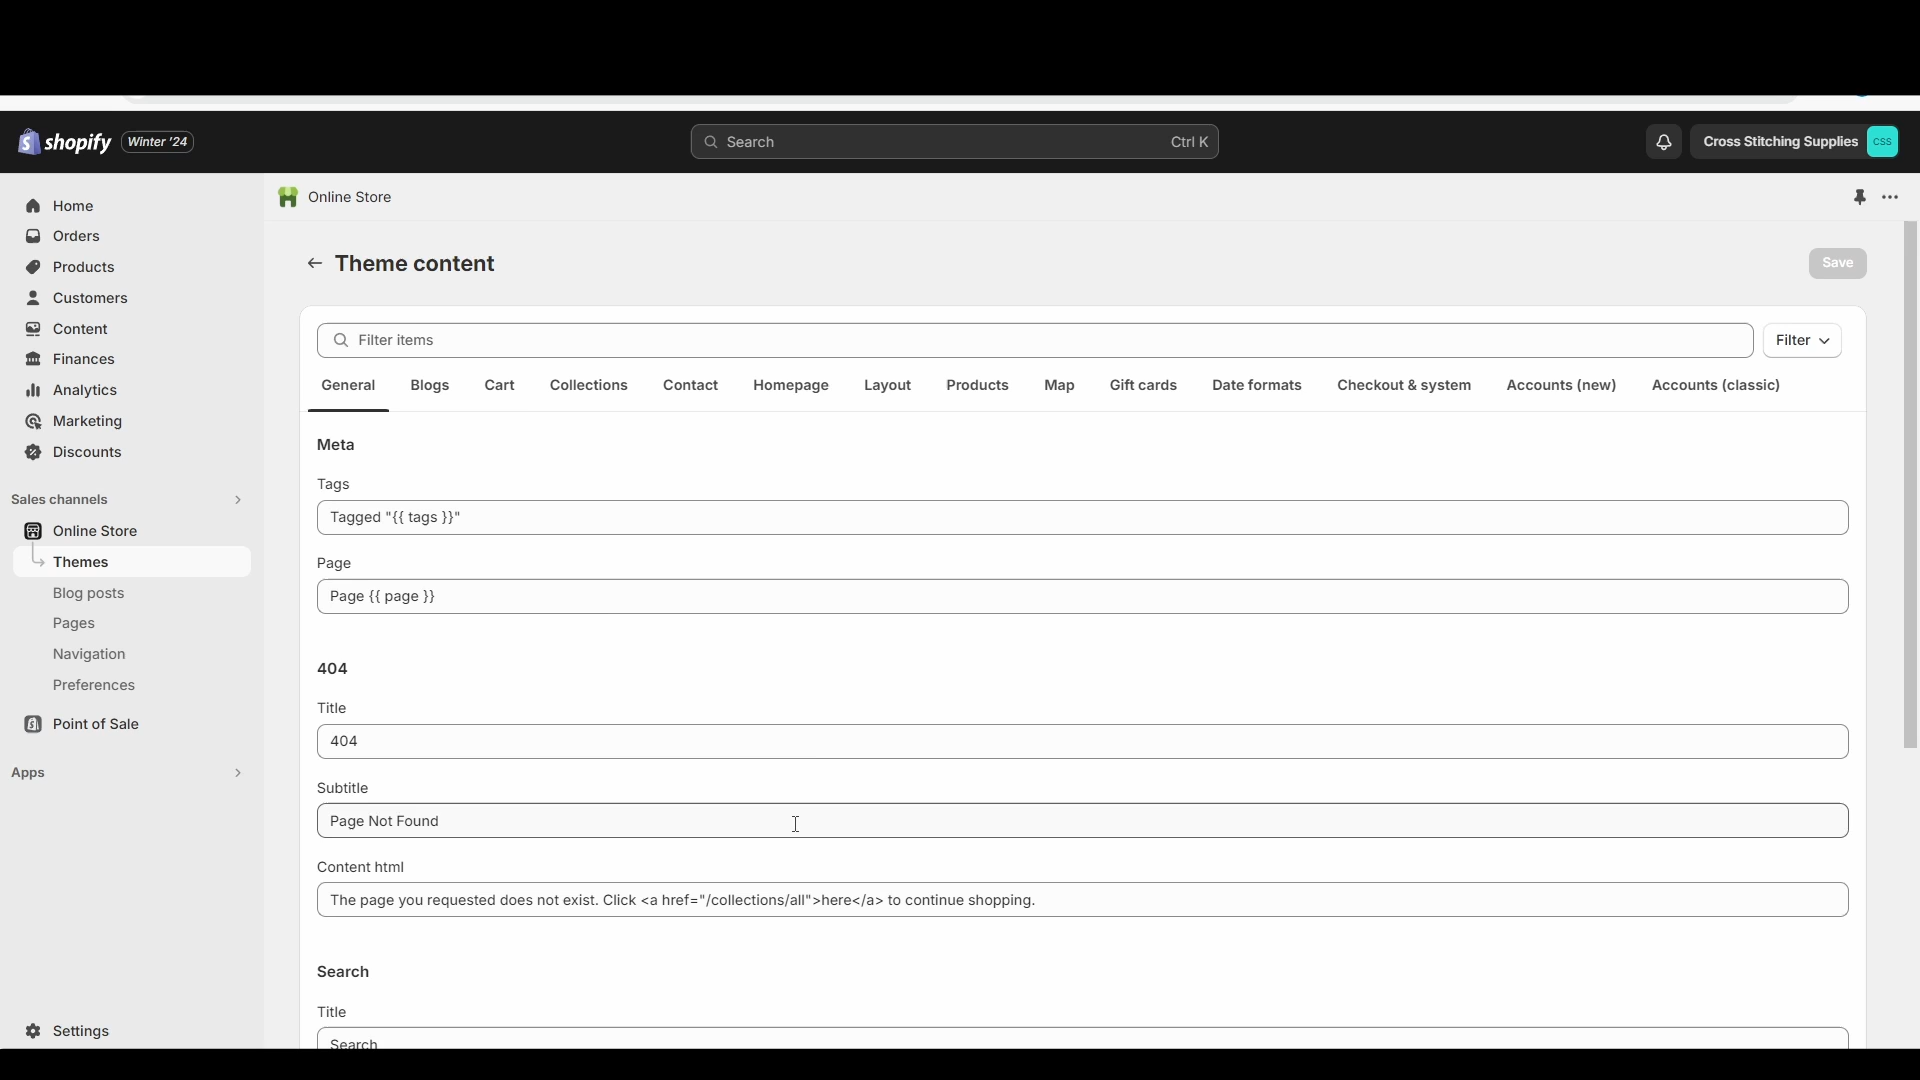 shopify Winter '24
Search Ctrl K
Cross Stitching Supplies CSS
Home
Orders
Products
Customers
Content
Finances
Analytics
Marketing
Discounts
Sales channels
Online Store
Themes
Blog posts
Pages
Navigation
Preferences
Point of Sale
Apps
Settings
Online Store
Theme content
Save
Filter items
Filter
General Blogs Cart Collections Contact Homepage Layout Products Map Gift cards Date formats Checkout & system Accounts (new) Accounts (classic)
Meta
Tags
Tagged "{{ tags }}"
Page
Page {{ page }}
404
Title
404
Subtitle
Page Not Found
Content html
The page you requested does not exist. Click <a href="/collections/all">here</a> to continue shopping.
Search
Title
Search